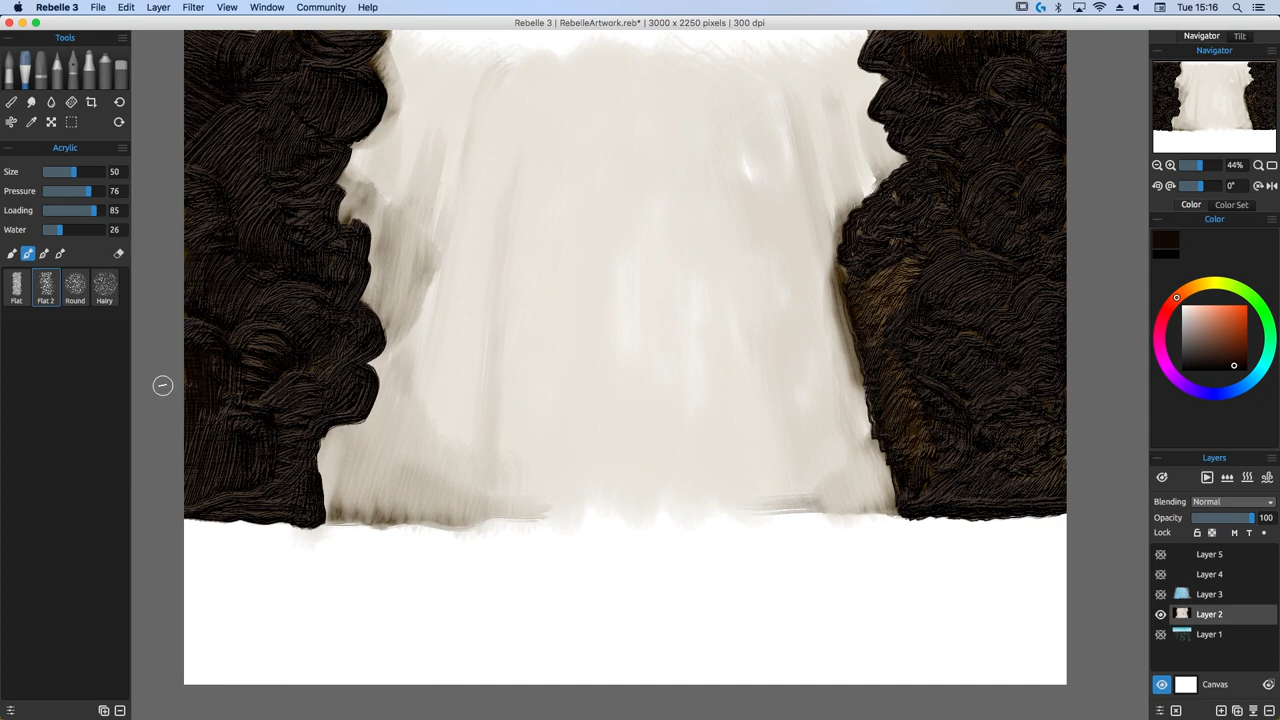 Rebelle 3 File Edit Layer Filter View Window Community Help Tue 15:16
Rebelle 3 | RebelleArtwork.reb* | 3000 x 2250 pixels | 300 dpi
Tools
Acrylic
Size 50
Pressure 76
Loading 85
Water 26
Flat Flat 2 Round Hairy
Navigator Tilt
Navigator
44%
0°
Color Color Set
Color
Layers
Blending Normal
Opacity 100
Lock M T
Layer 5
Layer 4
Layer 3
Layer 2
Layer 1
Canvas